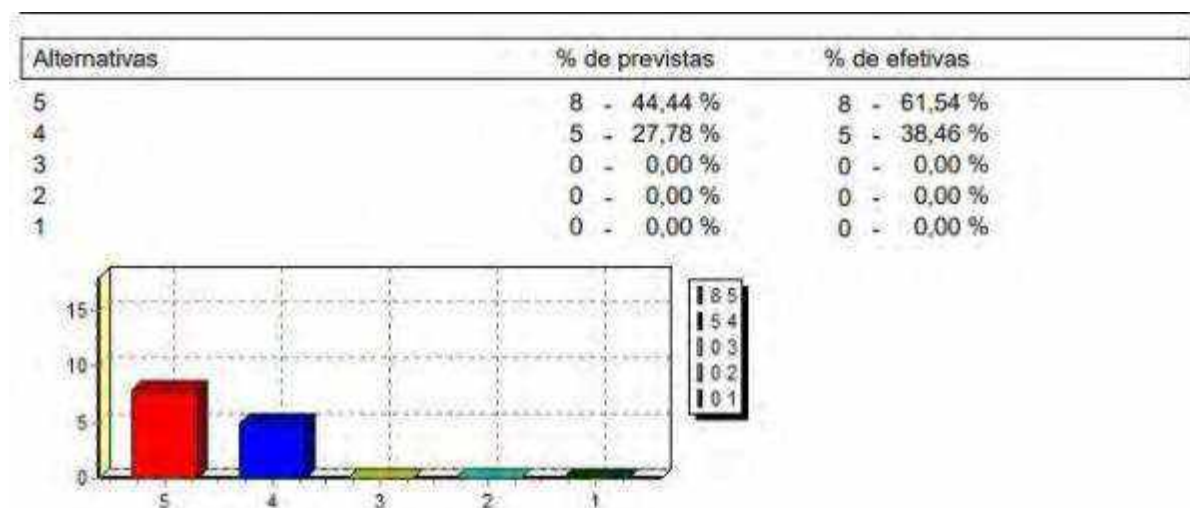 Alternativas % de previstas % de efetivas
5 8 - 44,44 % 8 - 61,54 %
4 5 - 27,78 % 5 - 38,46 %
3 0 - 0,00 % 0 - 0,00 %
2 0 - 0,00 % 0 - 0,00 %
1 0 - 0,00 % 0 - 0,00 %
15
10
5
0
5 4 3 2 1
8 5
5 4
0 3
0 2
0 1